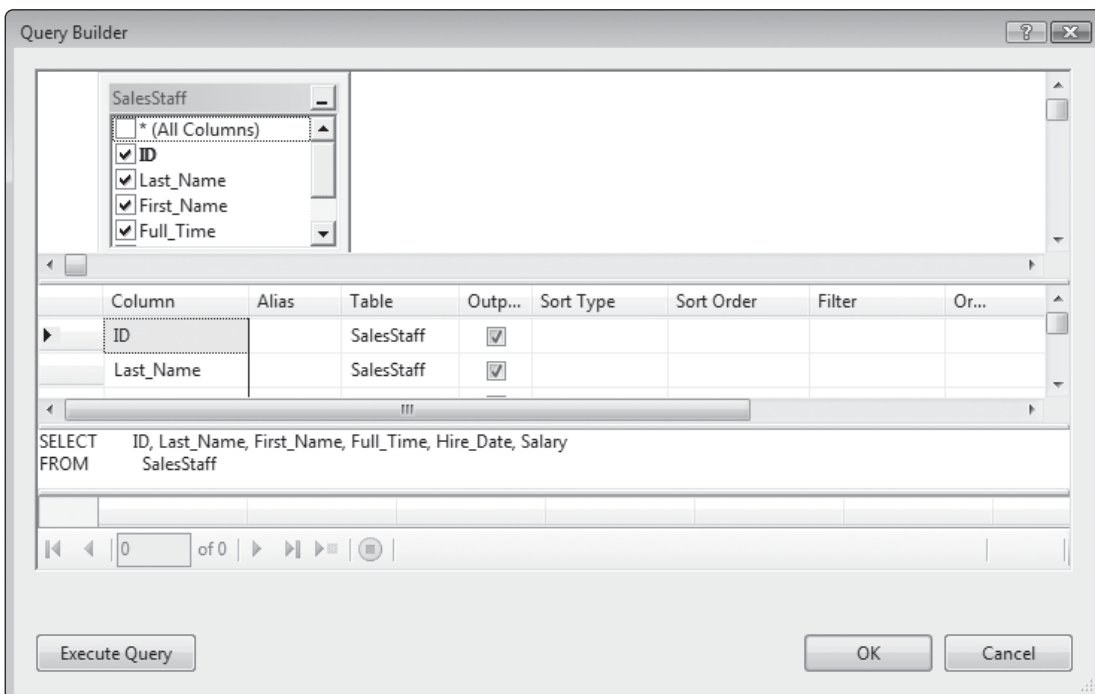 Query Builder
SalesStaff
* (All Columns)
ID
Last_Name
First_Name
Full_Time
Column Alias Table Outp... Sort Type Sort Order Filter Or...
ID SalesStaff
Last_Name SalesStaff
SELECT ID, Last_Name, First_Name, Full_Time, Hire_Date, Salary
FROM SalesStaff
0 of 0
Execute Query OK Cancel